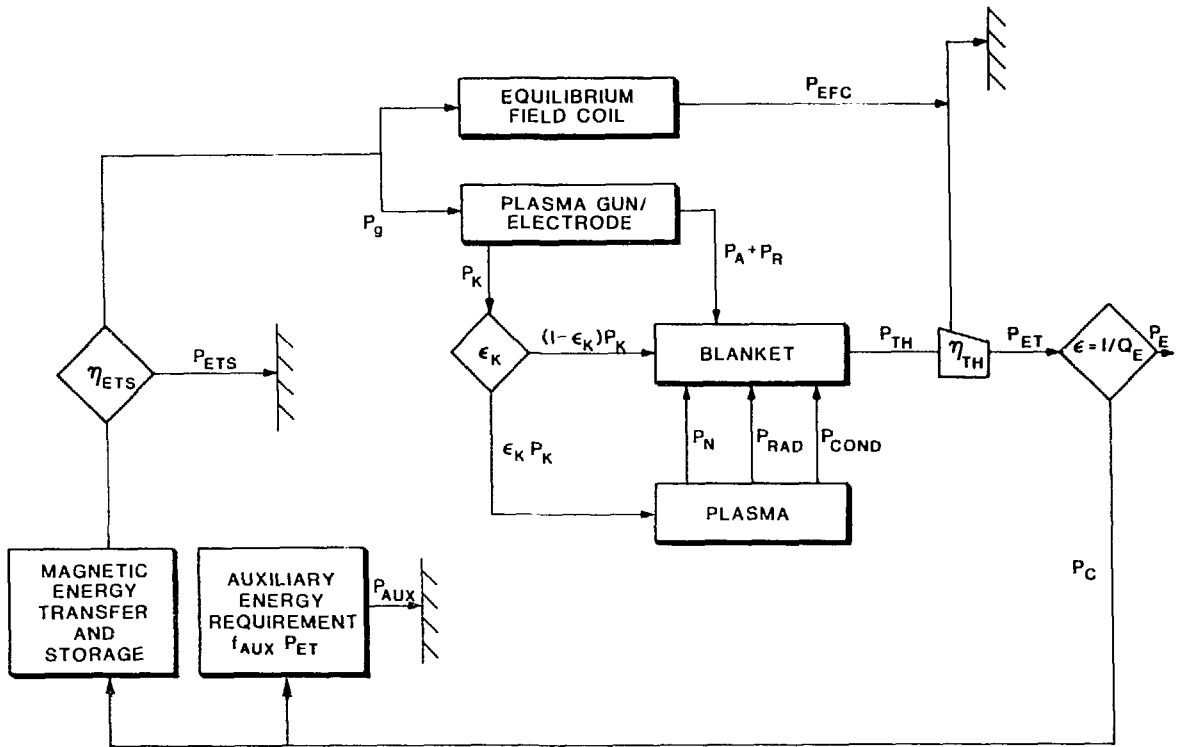 EQUILIBRIUM
FIELD COIL
P_EFC
PLASMA GUN/
ELECTRODE
P_g
P_A + P_R
P_K
ϵ_K
(1-ϵ_K)P_K
BLANKET
P_TH
η_TH
P_ET
ϵ = 1/Q_E
P_E
η_ETS
P_ETS
ϵ_K P_K
P_N
P_RAD
P_COND
PLASMA
MAGNETIC
ENERGY
TRANSFER
AND
STORAGE
AUXILIARY
ENERGY
REQUIREMENT
f_AUX P_ET
P_AUX
P_C